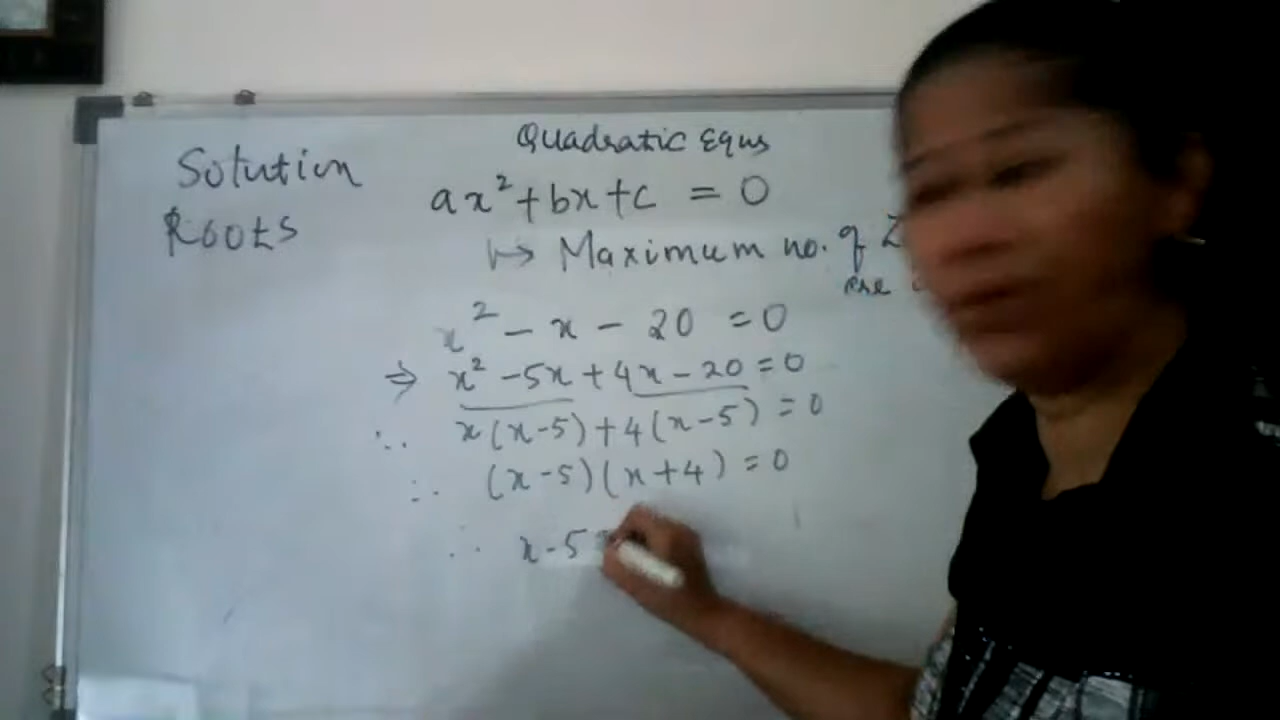 Quadratic Equs
Solution
Roots
ax² + bx + c = 0
↳ Maximum no. of
are
x² - x - 20 = 0
⇒ x² - 5x + 4x - 20 = 0
∴ x(x-5) + 4(x-5) = 0
∴ (x-5)(x+4) = 0
∴ x-5 =